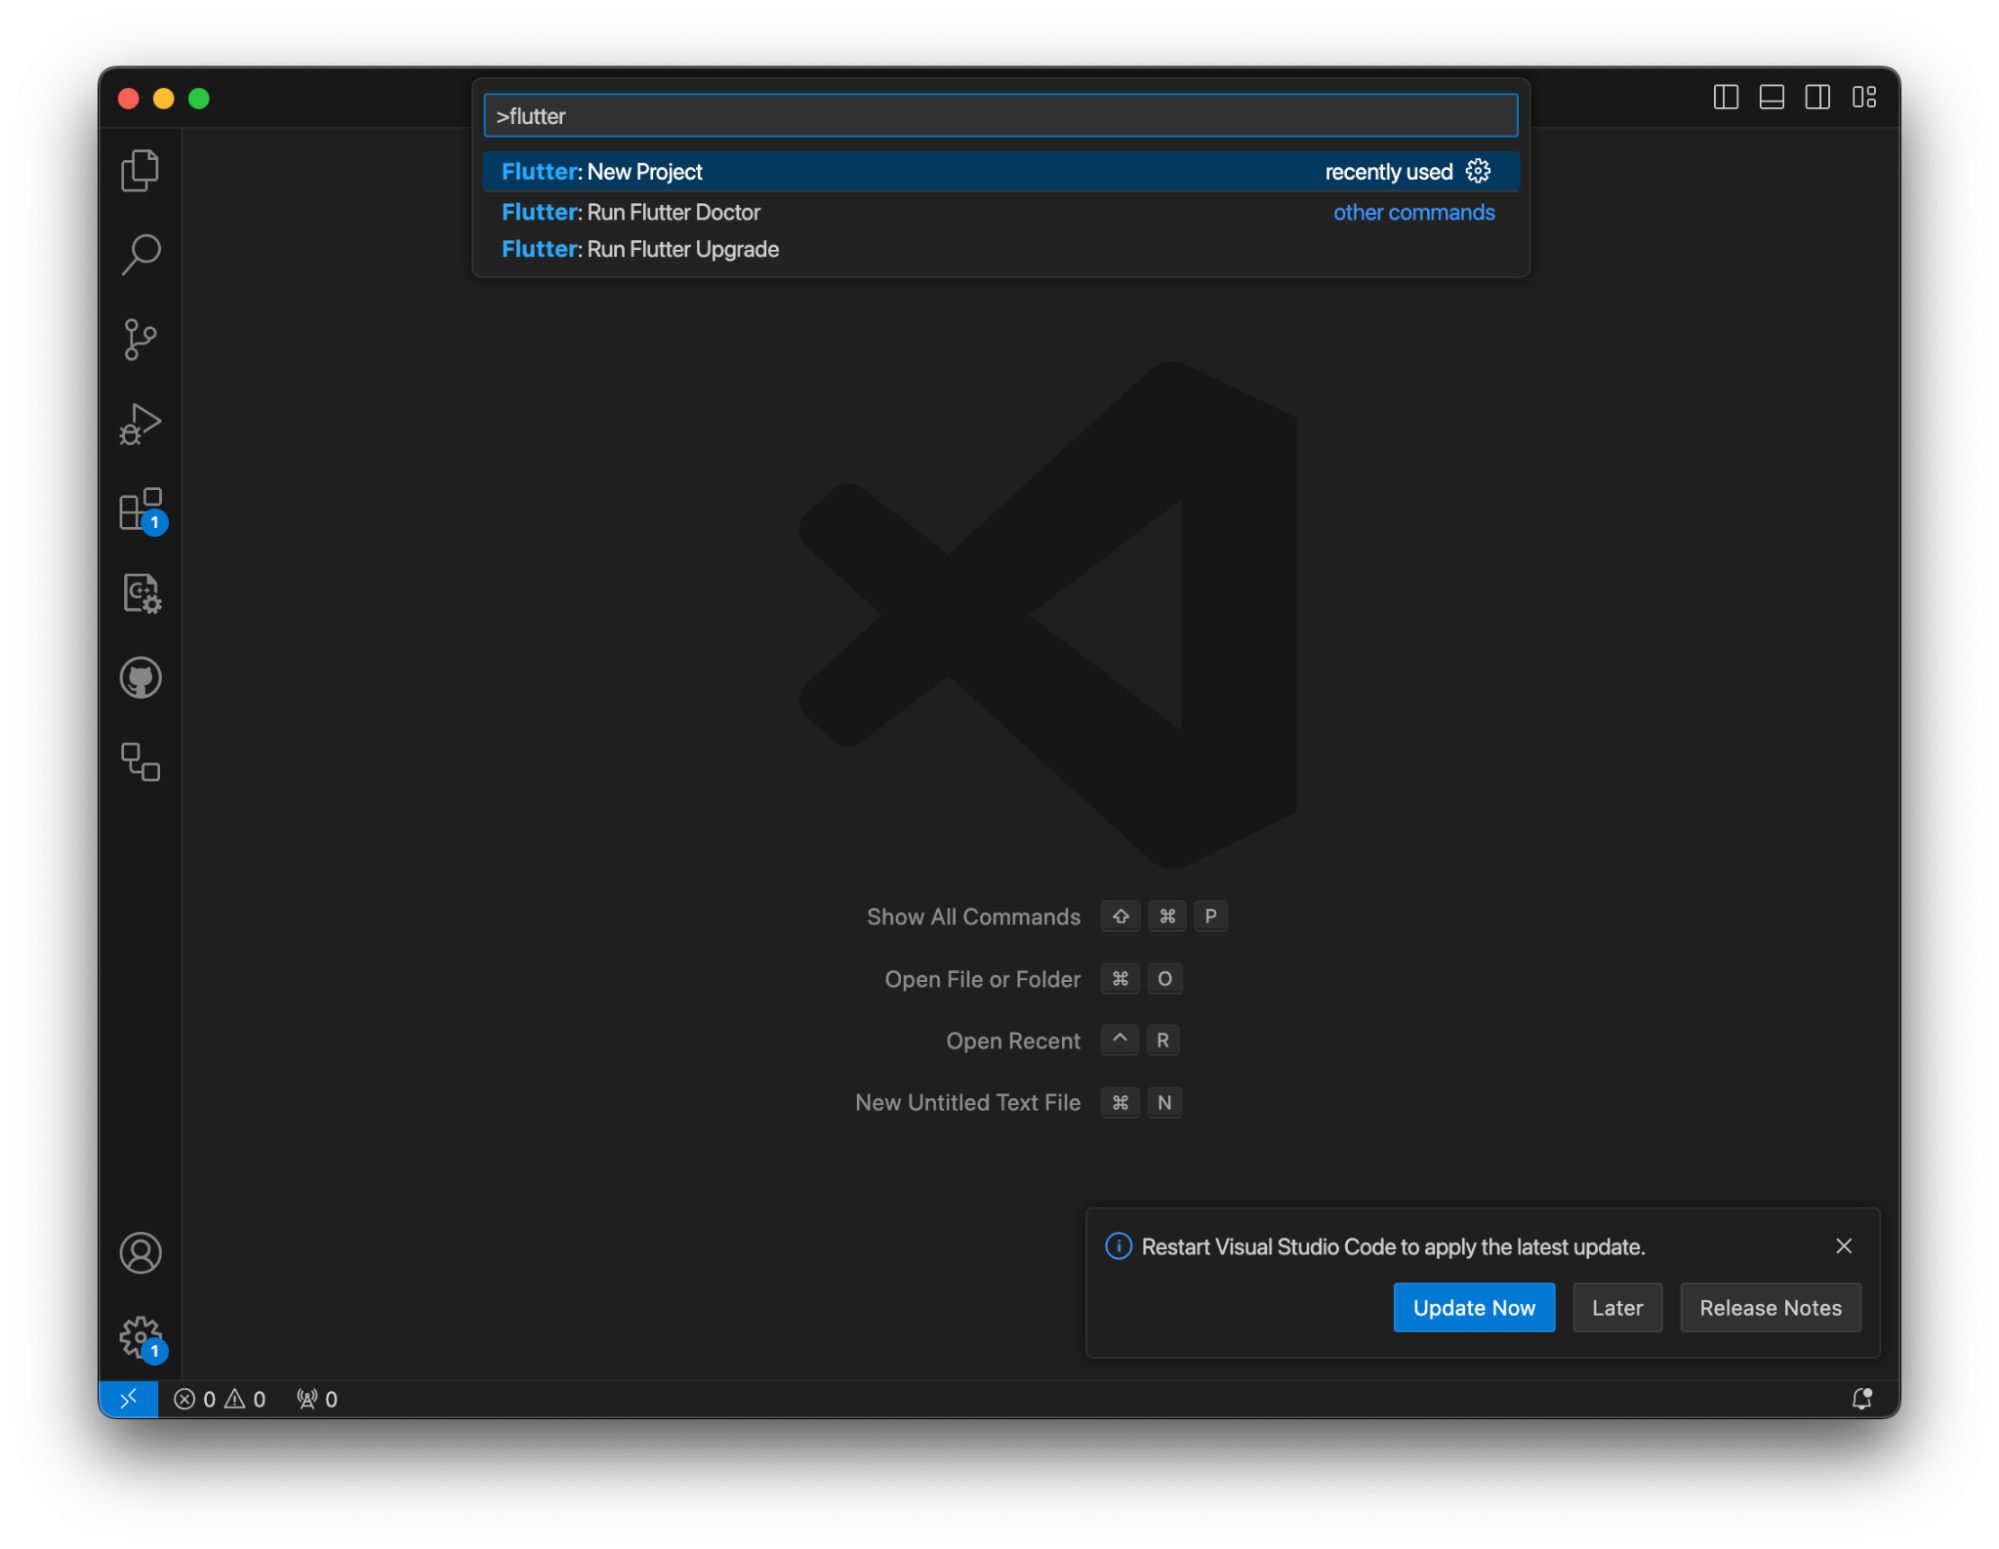 >flutter
Flutter: New Project recently used
Flutter: Run Flutter Doctor other commands
Flutter: Run Flutter Upgrade
1
C++
Show All Commands ⇧ ⌘ P
Open File or Folder ⌘ O
Open Recent ^ R
New Untitled Text File ⌘ N
Restart Visual Studio Code to apply the latest update.
Update Now Later Release Notes
1
0 0 0